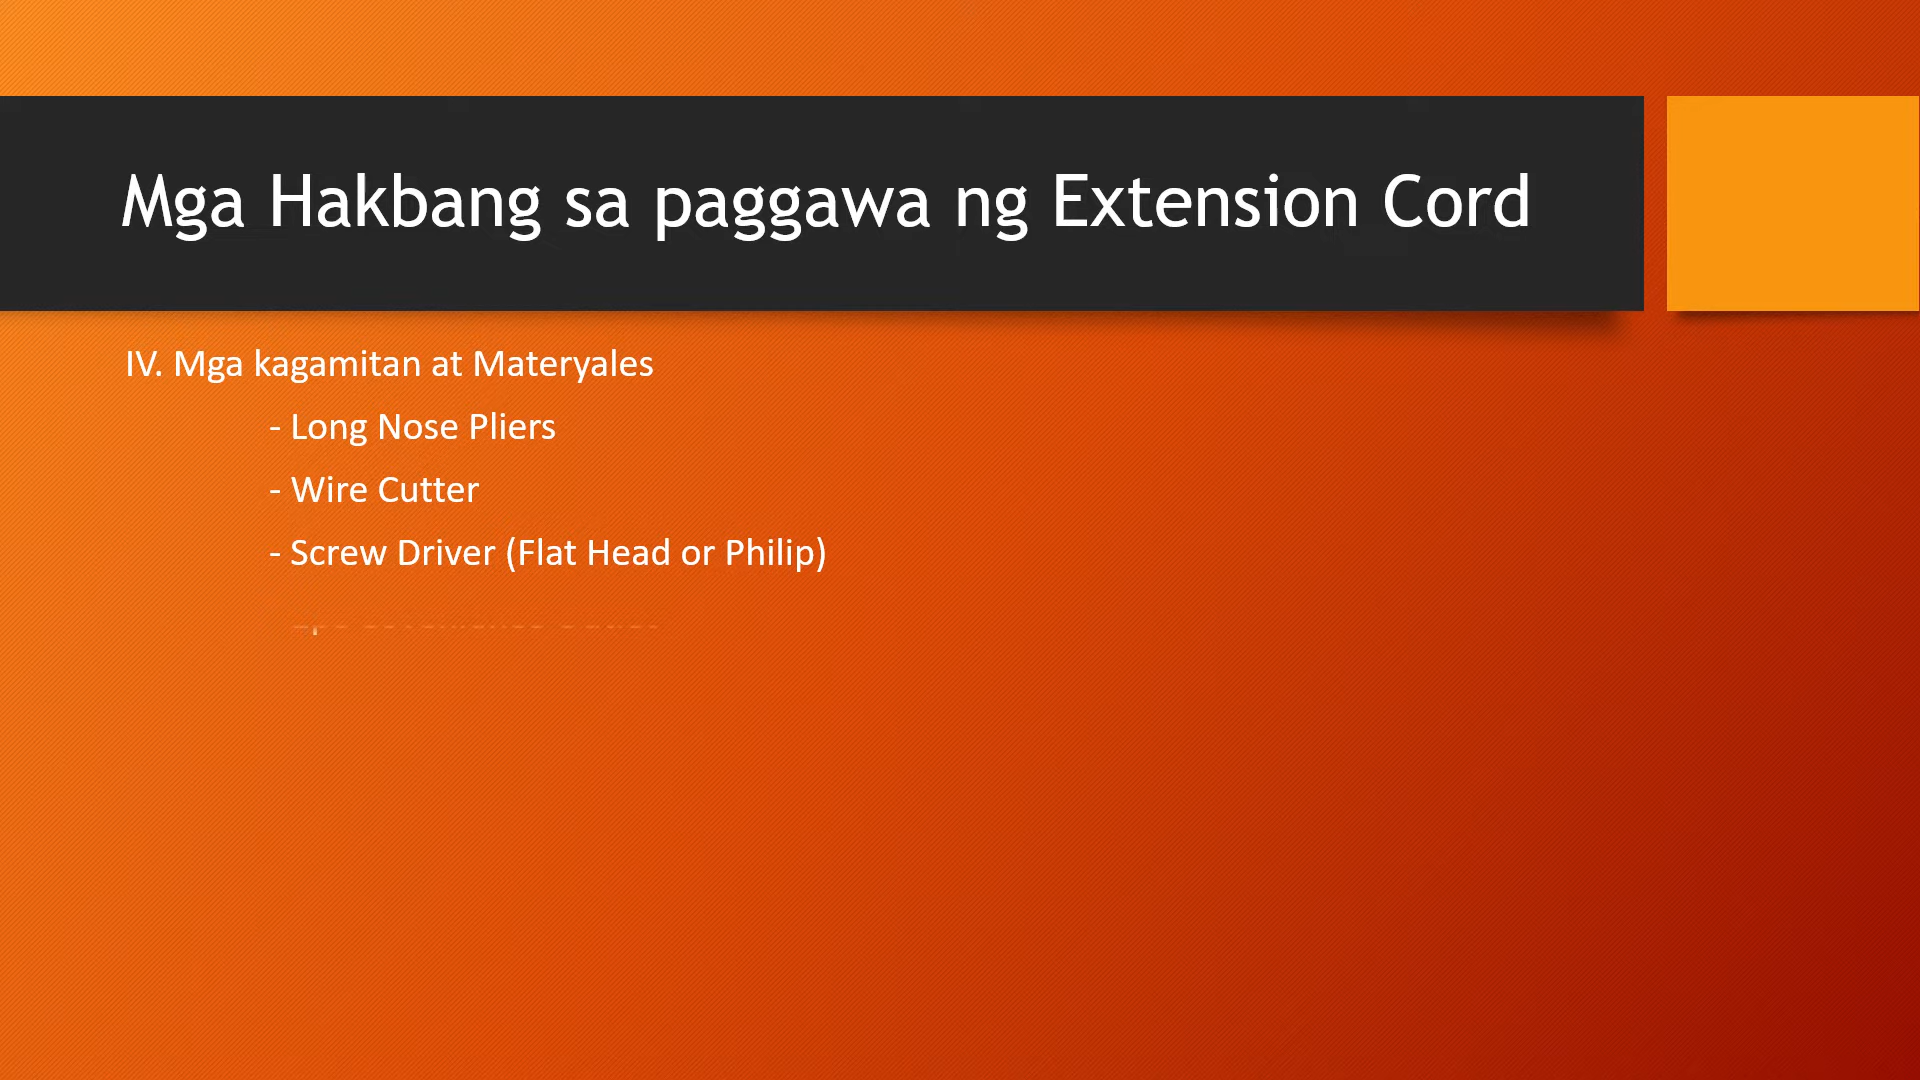 Mga Hakbang sa paggawa ng Extension Cord
IV. Mga kagamitan at Materyales
- Long Nose Pliers
- Wire Cutter
- Screw Driver (Flat Head or Philip)